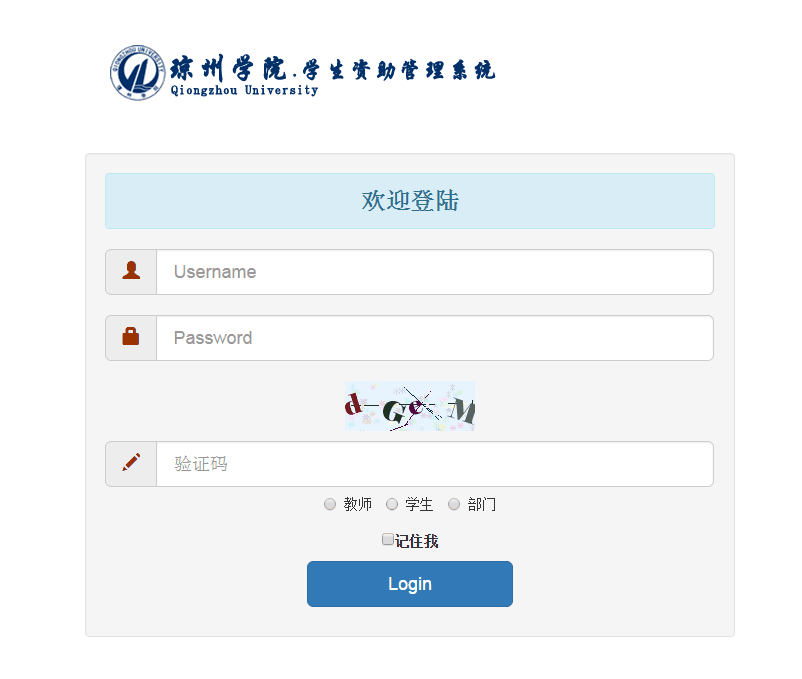 琼州学院.学生资助管理系统
Qiongzhou University
欢迎登陆
Username
Password
dGeM
验证码
教师 学生 部门
记住我
Login